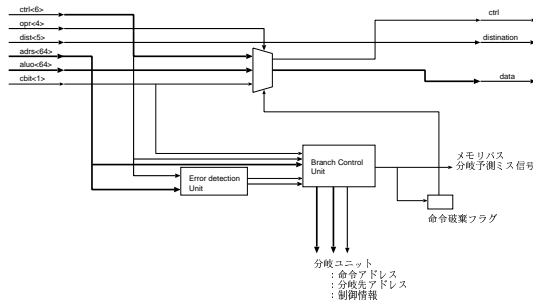 ctrl<6>
opr<4>
dist<5>
adrs<64>
aluo<64>
cbit<1>
ctrl
distination
data
Branch Control
Unit
Error detection
Unit
メモリバス
分岐予測ミス信号
命令破棄フラグ
分岐ユニット
: 命令アドレス
: 分岐先アドレス
: 制御情報